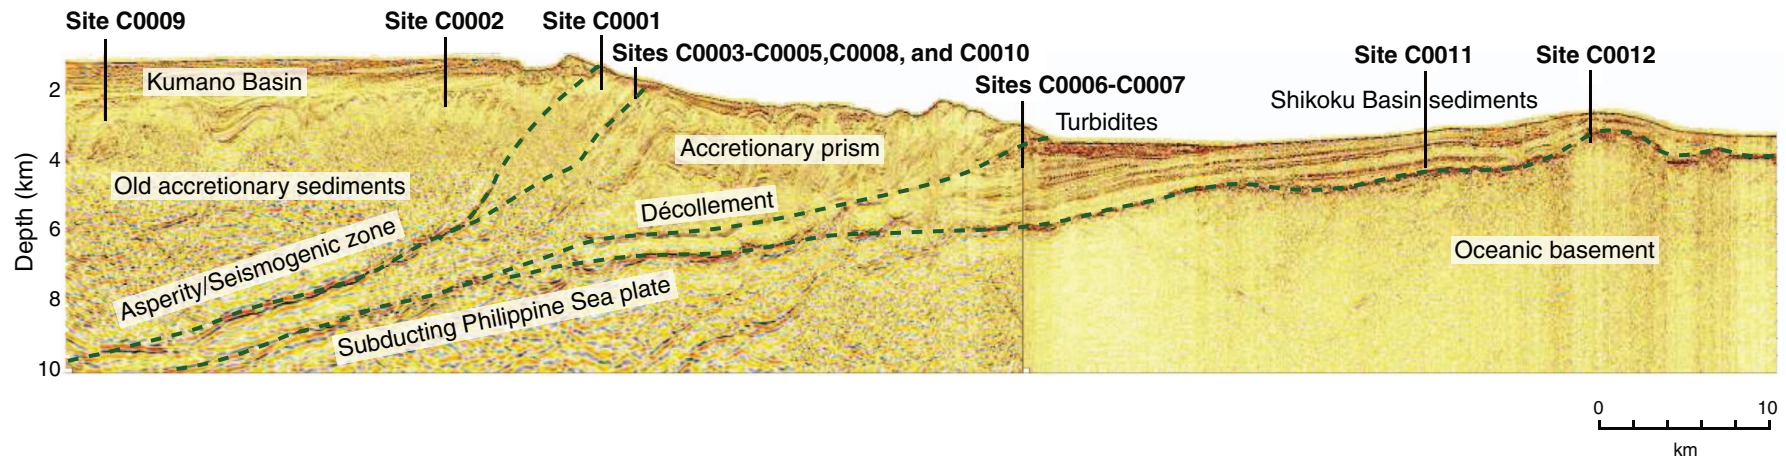 Site C0009
Site C0002
Site C0001
Sites C0003-C0005,C0008, and C0010
Site C0011
Site C0012
Sites C0006-C0007
Kumano Basin
Shikoku Basin sediments
Turbidites
Accretionary prism
Old accretionary sediments
Décollement
Asperity/Seismogenic zone
Oceanic basement
Subducting Philippine Sea plate
Depth (km)
2
4
6
8
10
0 10
km